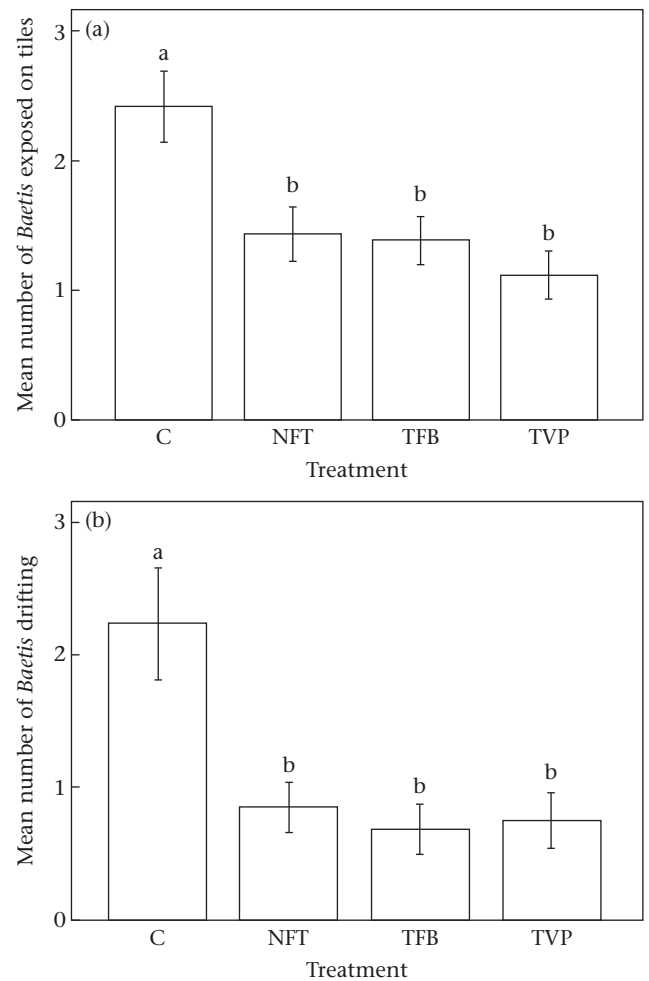 (a)
Mean number of Baetis exposed on tiles
3
2
1
0
a
b
b
b
C NFT TFB TVP
Treatment
(b)
Mean number of Baetis drifting
3
2
1
0
a
b
b
b
C NFT TFB TVP
Treatment